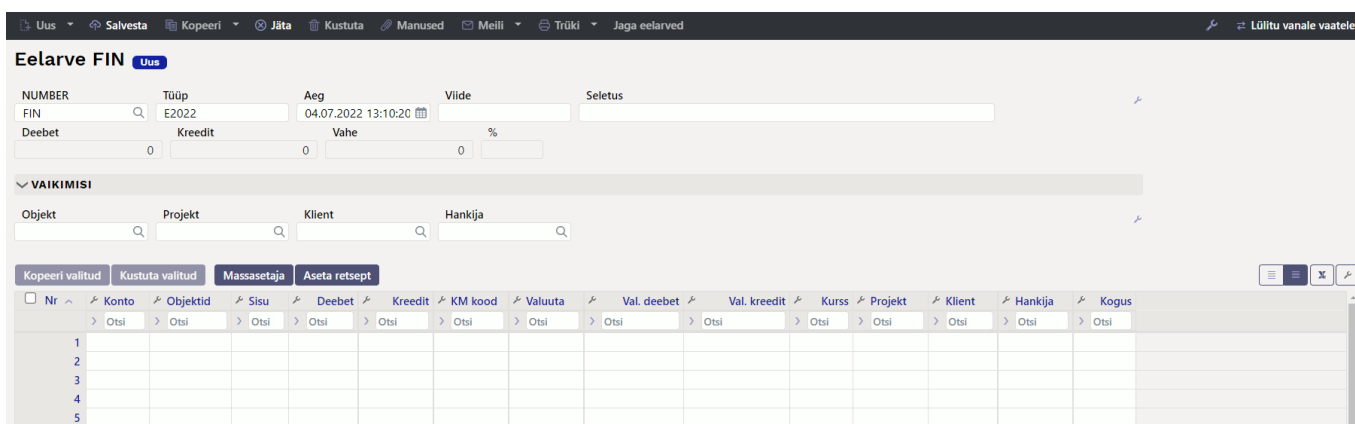 Uus Salvesta Kopeeri Jäta Kustuta Manused Meili Trüki Jaga eelarved Lülitu vanale vaatele
Eelarve FIN Uus
NUMBER Tüüp Aeg Viide Seletus
FIN E2022 04.07.2022 13:10:20
Deebet Kreedit Vahe %
0 0 0
VAIKIMISI
Objekt Projekt Klient Hankija
Kopeeri valitud Kustuta valitud Massasetaja Aseta retsept
Nr Konto Objektid Sisu Deebet Kreedit KM kood Valuuta Val. deebet Val. kreedit Kurss Projekt Klient Hankija Kogus
Otsi Otsi Otsi Otsi Otsi Otsi Otsi Otsi Otsi Otsi Otsi Otsi Otsi Otsi
1
2
3
4
5